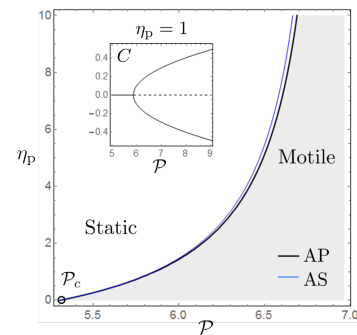 η_p = 1
10
8
6
4
2
0
η_p
C
0.4
0.2
0.0
−0.2
−0.4
5 6 7 8 9
𝒫
Motile
Static
𝒫_c
AP
AS
5.5 6.0 6.5 7.0
𝒫